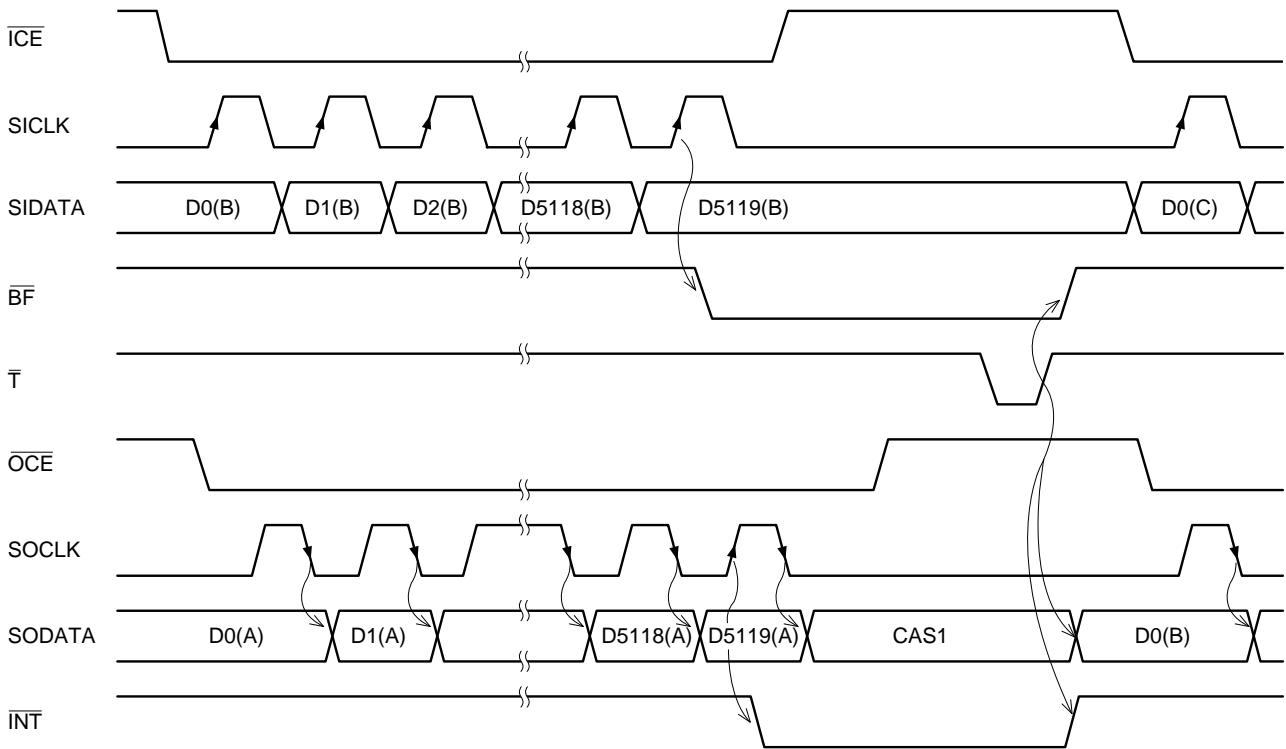 ICE
SICLK
SIDATA D0(B) D1(B) D2(B) D5118(B) D5119(B) D0(C)
BF
T
OCE
SOCLK
SODATA D0(A) D1(A) D5118(A) D5119(A) CAS1 D0(B)
INT